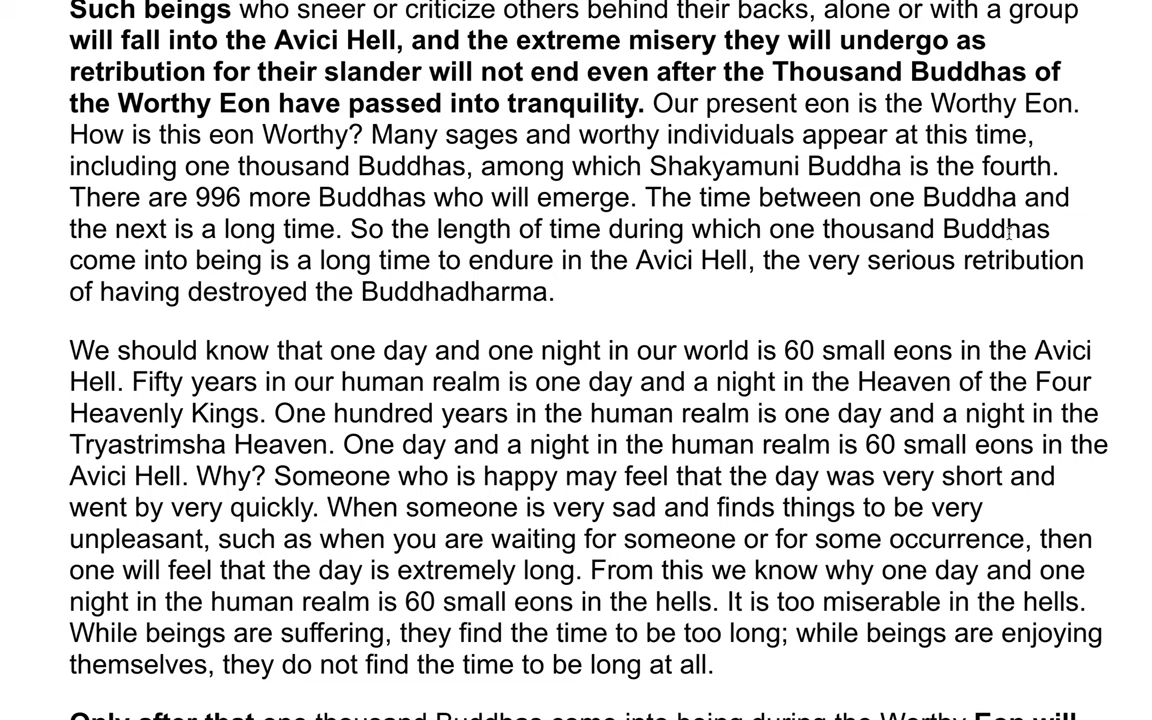 Such beings who sneer or criticize others behind their backs, alone or with a group
will fall into the Avici Hell, and the extreme misery they will undergo as
retribution for their slander will not end even after the Thousand Buddhas of
the Worthy Eon have passed into tranquility. Our present eon is the Worthy Eon.
How is this eon Worthy? Many sages and worthy individuals appear at this time,
including one thousand Buddhas, among which Shakyamuni Buddha is the fourth.
There are 996 more Buddhas who will emerge. The time between one Buddha and
the next is a long time. So the length of time during which one thousand Buddhas
come into being is a long time to endure in the Avici Hell, the very serious retribution
of having destroyed the Buddhadharma.
We should know that one day and one night in our world is 60 small eons in the Avici
Hell. Fifty years in our human realm is one day and a night in the Heaven of the Four
Heavenly Kings. One hundred years in the human realm is one day and a night in the
Tryastrimsha Heaven. One day and a night in the human realm is 60 small eons in the
Avici Hell. Why? Someone who is happy may feel that the day was very short and
went by very quickly. When someone is very sad and finds things to be very
unpleasant, such as when you are waiting for someone or for some occurrence, then
one will feel that the day is extremely long. From this we know why one day and one
night in the human realm is 60 small eons in the hells. It is too miserable in the hells.
While beings are suffering, they find the time to be too long; while beings are enjoying
themselves, they do not find the time to be long at all.
Only after that one thousand Buddhas come into being during the Worthy Eon will